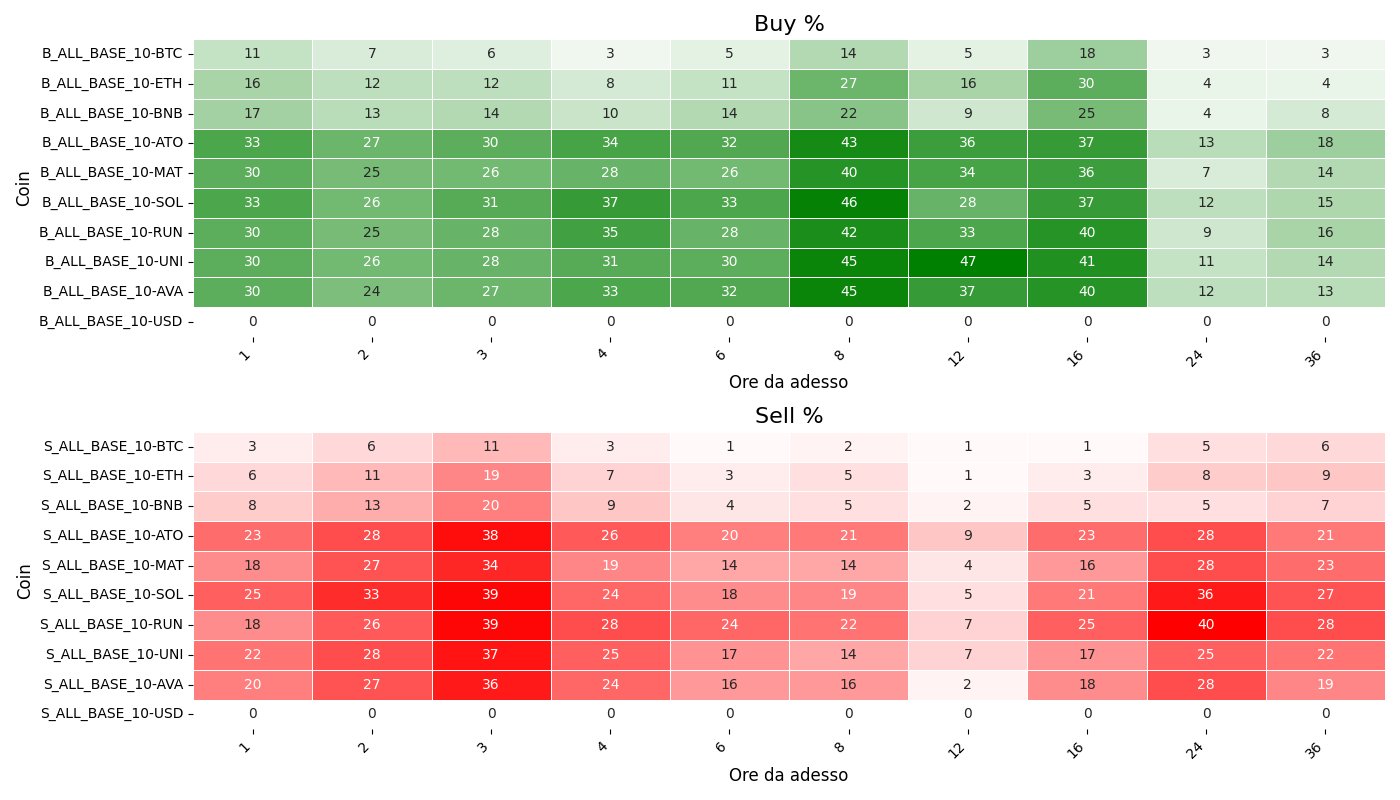 Buy %
B_ALL_BASE_10-BTC 11 7 6 3 5 14 5 18 3 3
B_ALL_BASE_10-ETH 16 12 12 8 11 27 16 30 4 4
B_ALL_BASE_10-BNB 17 13 14 10 14 22 9 25 4 8
B_ALL_BASE_10-ATO 33 27 30 34 32 43 36 37 13 18
B_ALL_BASE_10-MAT 30 25 26 28 26 40 34 36 7 14
B_ALL_BASE_10-SOL 33 26 31 37 33 46 28 37 12 15
B_ALL_BASE_10-RUN 30 25 28 35 28 42 33 40 9 16
B_ALL_BASE_10-UNI 30 26 28 31 30 45 47 41 11 14
B_ALL_BASE_10-AVA 30 24 27 33 32 45 37 40 12 13
B_ALL_BASE_10-USD 0 0 0 0 0 0 0 0 0 0
Coin
1 2 3 4 6 8 12 16 24 36
Ore da adesso
Sell %
S_ALL_BASE_10-BTC 3 6 11 3 1 2 1 1 5 6
S_ALL_BASE_10-ETH 6 11 19 7 3 5 1 3 8 9
S_ALL_BASE_10-BNB 8 13 20 9 4 5 2 5 5 7
S_ALL_BASE_10-ATO 23 28 38 26 20 21 9 23 28 21
S_ALL_BASE_10-MAT 18 27 34 19 14 14 4 16 28 23
S_ALL_BASE_10-SOL 25 33 39 24 18 19 5 21 36 27
S_ALL_BASE_10-RUN 18 26 39 28 24 22 7 25 40 28
S_ALL_BASE_10-UNI 22 28 37 25 17 14 7 17 25 22
S_ALL_BASE_10-AVA 20 27 36 24 16 16 2 18 28 19
S_ALL_BASE_10-USD 0 0 0 0 0 0 0 0 0 0
Coin
1 2 3 4 6 8 12 16 24 36
Ore da adesso